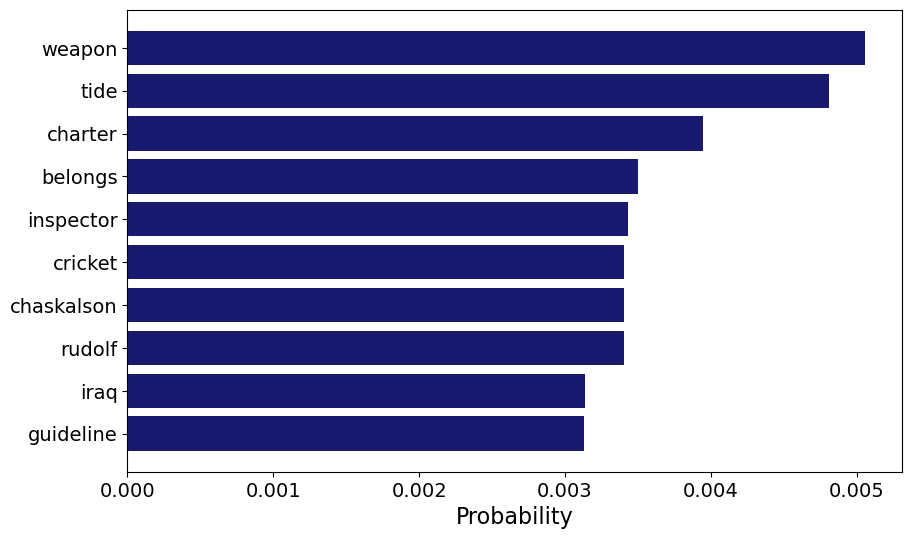 weapon
tide
charter
belongs
inspector
cricket
chaskalson
rudolf
iraq
guideline
0.000 0.001 0.002 0.003 0.004 0.005
Probability